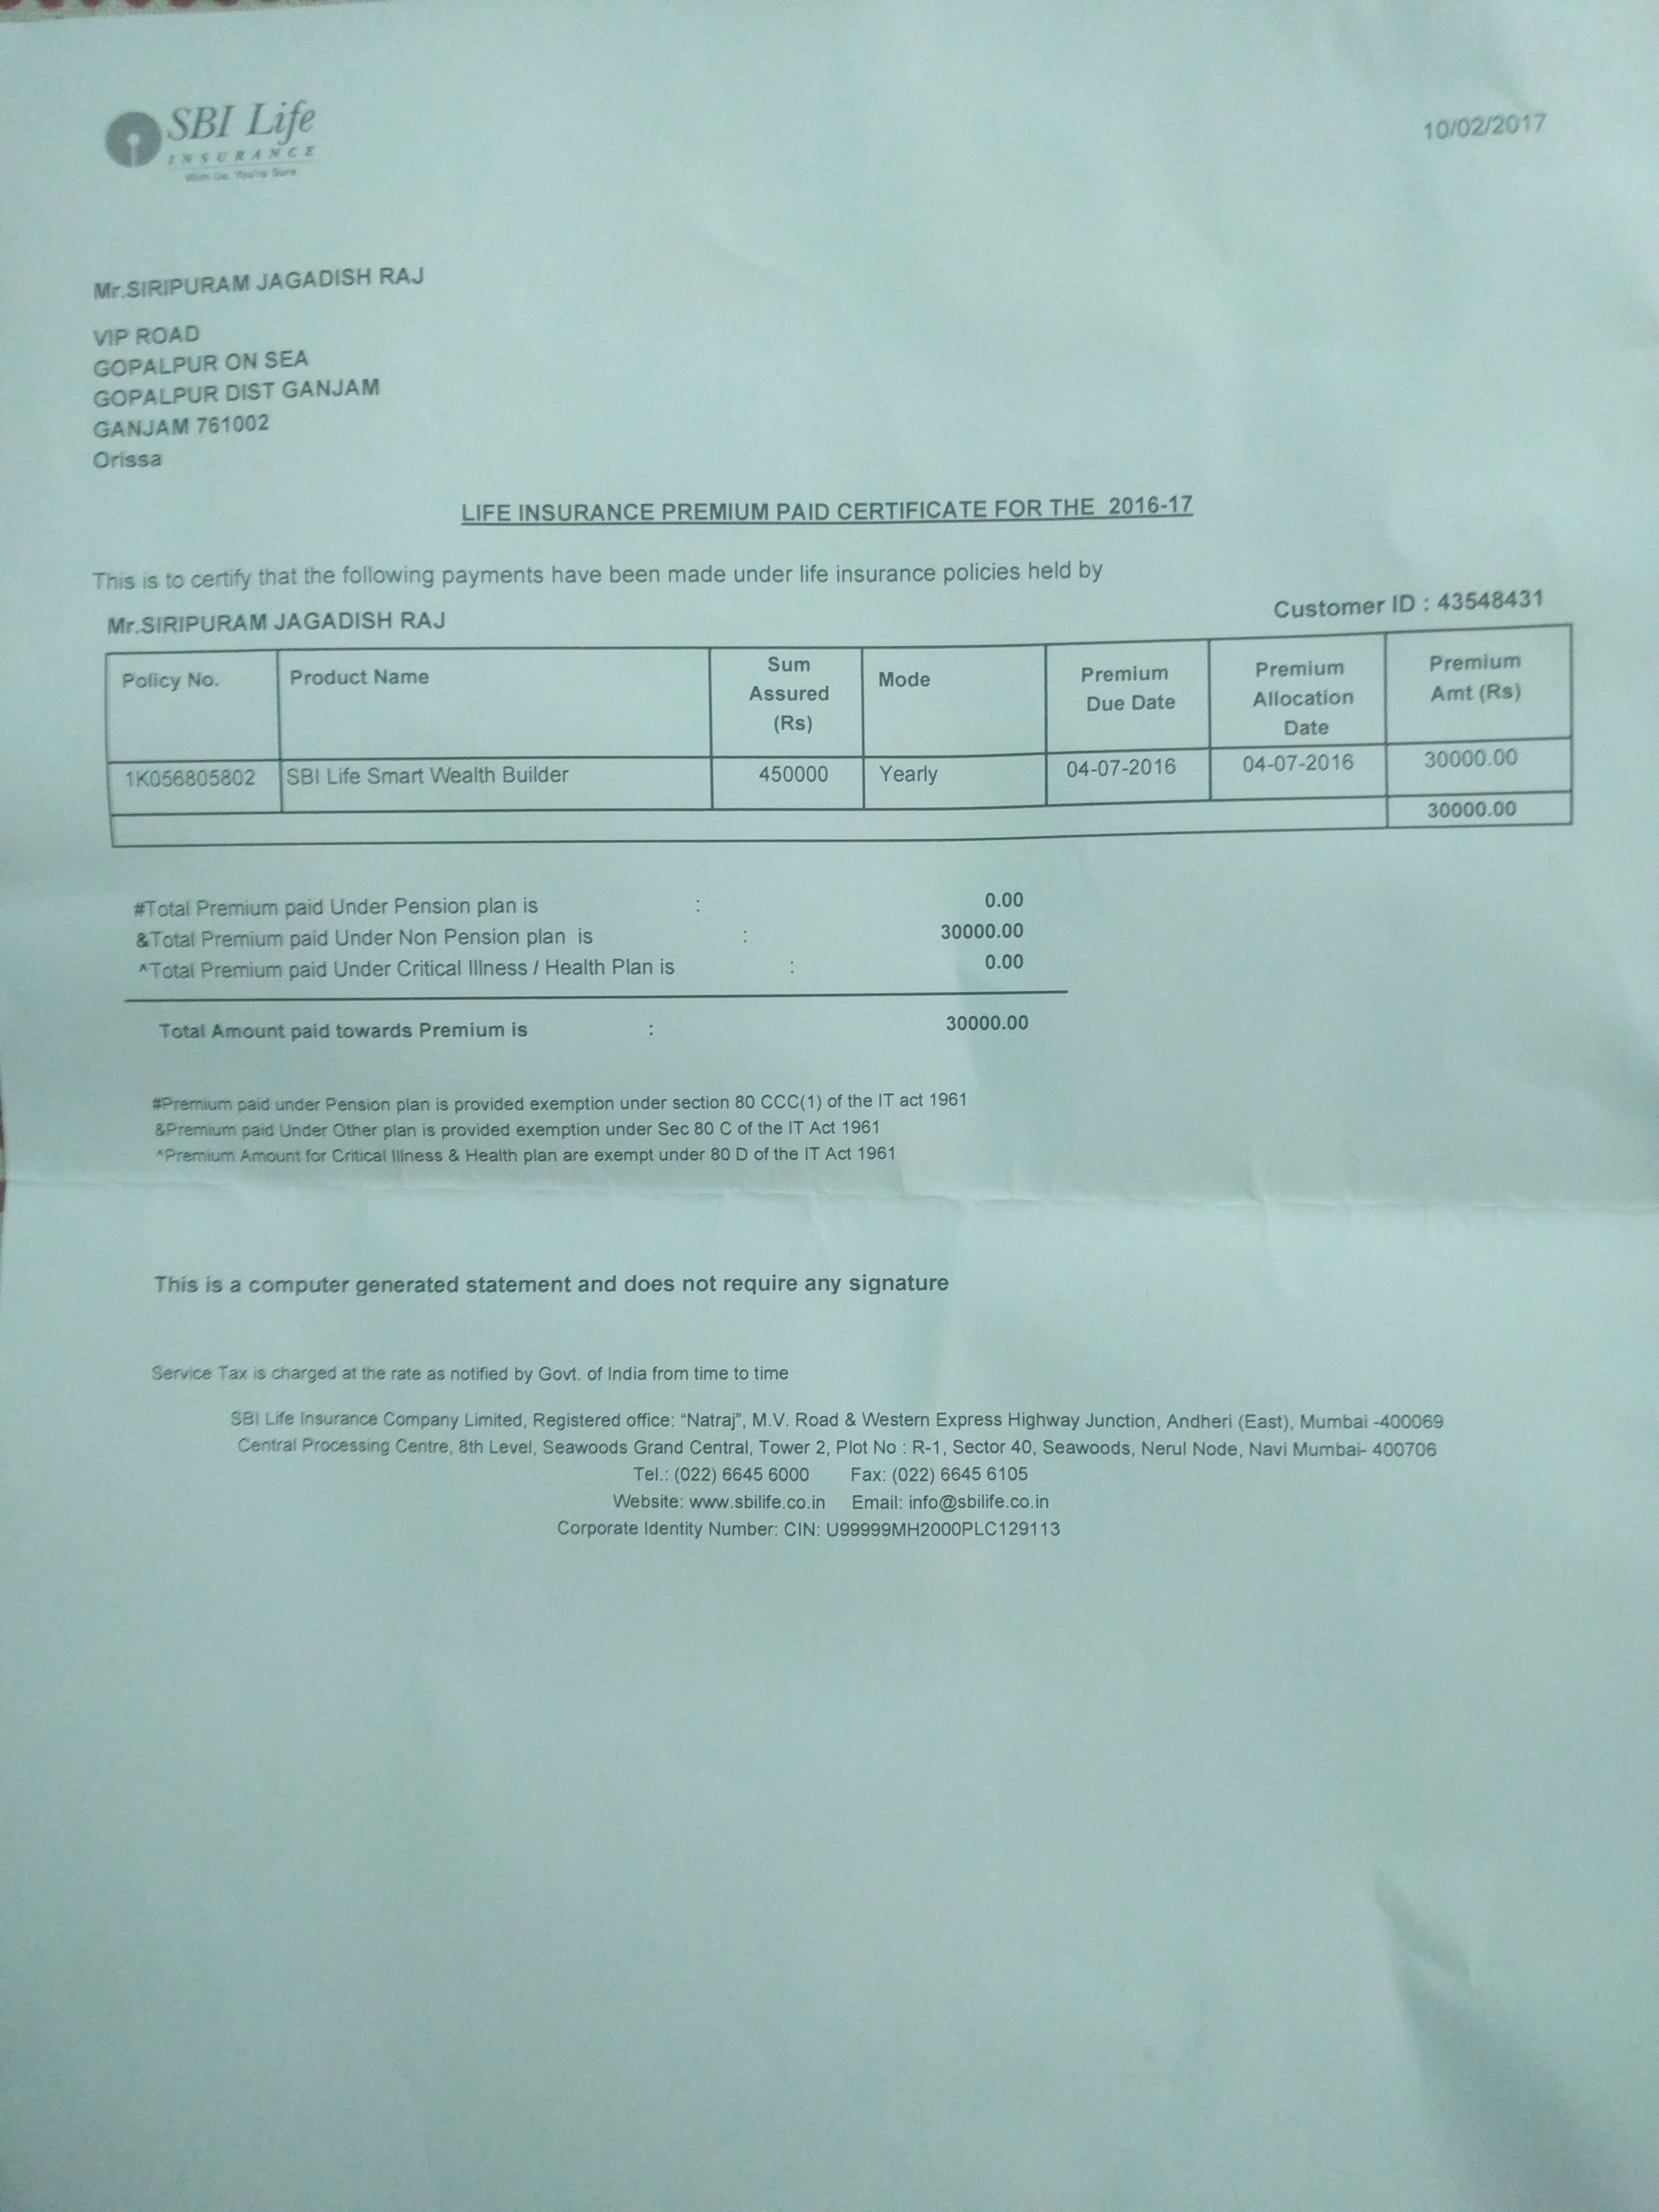 SBI Life
INSURANCE
With Us, You're Sure
10/02/2017
Mr.SIRIPURAM JAGADISH RAJ
VIP ROAD
GOPALPUR ON SEA
GOPALPUR DIST GANJAM
GANJAM 761002
Orissa
LIFE INSURANCE PREMIUM PAID CERTIFICATE FOR THE 2016-17
This is to certify that the following payments have been made under life insurance policies held by
Mr.SIRIPURAM JAGADISH RAJ Customer ID : 43548431
Policy No. Product Name Sum Assured (Rs) Mode Premium Due Date Premium Allocation Date Premium Amt (Rs)
1K056805802 SBI Life Smart Wealth Builder 450000 Yearly 04-07-2016 04-07-2016 30000.00
30000.00
#Total Premium paid Under Pension plan is : 0.00
&Total Premium paid Under Non Pension plan is : 30000.00
^Total Premium paid Under Critical Illness / Health Plan is : 0.00
Total Amount paid towards Premium is : 30000.00
#Premium paid under Pension plan is provided exemption under section 80 CCC(1) of the IT act 1961
&Premium paid Under Other plan is provided exemption under Sec 80 C of the IT Act 1961
^Premium Amount for Critical Illness & Health plan are exempt under 80 D of the IT Act 1961
This is a computer generated statement and does not require any signature
Service Tax is charged at the rate as notified by Govt. of India from time to time
SBI Life Insurance Company Limited, Registered office: “Natraj”, M.V. Road & Western Express Highway Junction, Andheri (East), Mumbai -400069
Central Processing Centre, 8th Level, Seawoods Grand Central, Tower 2, Plot No : R-1, Sector 40, Seawoods, Nerul Node, Navi Mumbai- 400706
Tel.: (022) 6645 6000 Fax: (022) 6645 6105
Website: www.sbilife.co.in Email: info@sbilife.co.in
Corporate Identity Number: CIN: U99999MH2000PLC129113